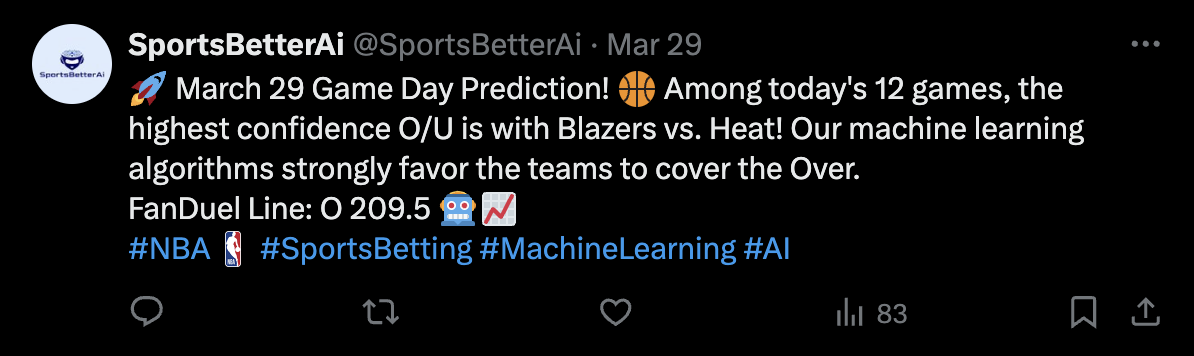 SportsBetterAi @SportsBetterAi · Mar 29
SportsBetterAi
🚀 March 29 Game Day Prediction! 🏀 Among today's 12 games, the
highest confidence O/U is with Blazers vs. Heat! Our machine learning
algorithms strongly favor the teams to cover the Over.
FanDuel Line: O 209.5 🤖📈
#NBA #SportsBetting #MachineLearning #AI
83